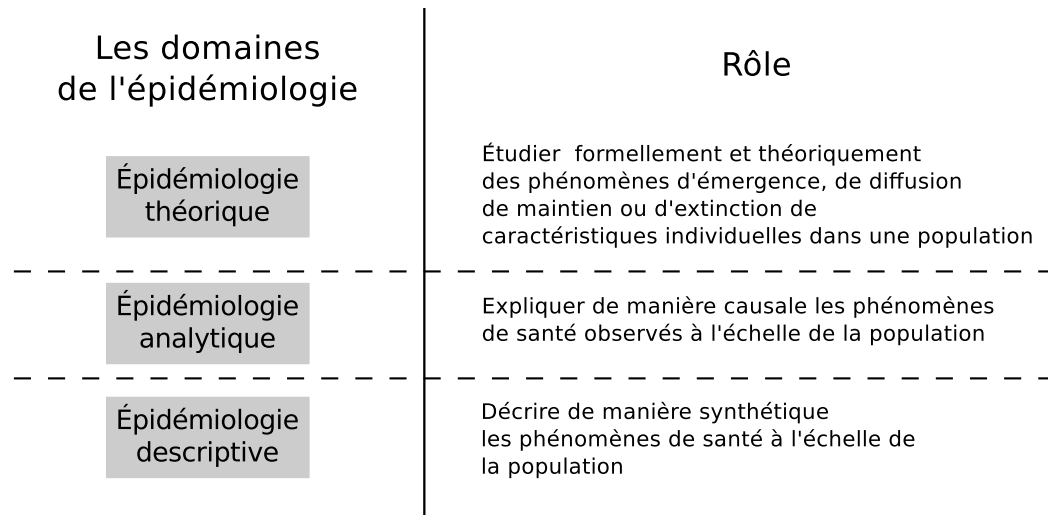 Les domaines
de l'épidémiologie
Rôle
Épidémiologie
théorique
Étudier  formellement et théoriquement
des phénomènes d'émergence, de diffusion
de maintien ou d'extinction de
caractéristiques individuelles dans une population
Épidémiologie
analytique
Expliquer de manière causale les phénomènes
de santé observés à l'échelle de la population
Épidémiologie
descriptive
Décrire de manière synthétique
les phénomènes de santé à l'échelle de
la population